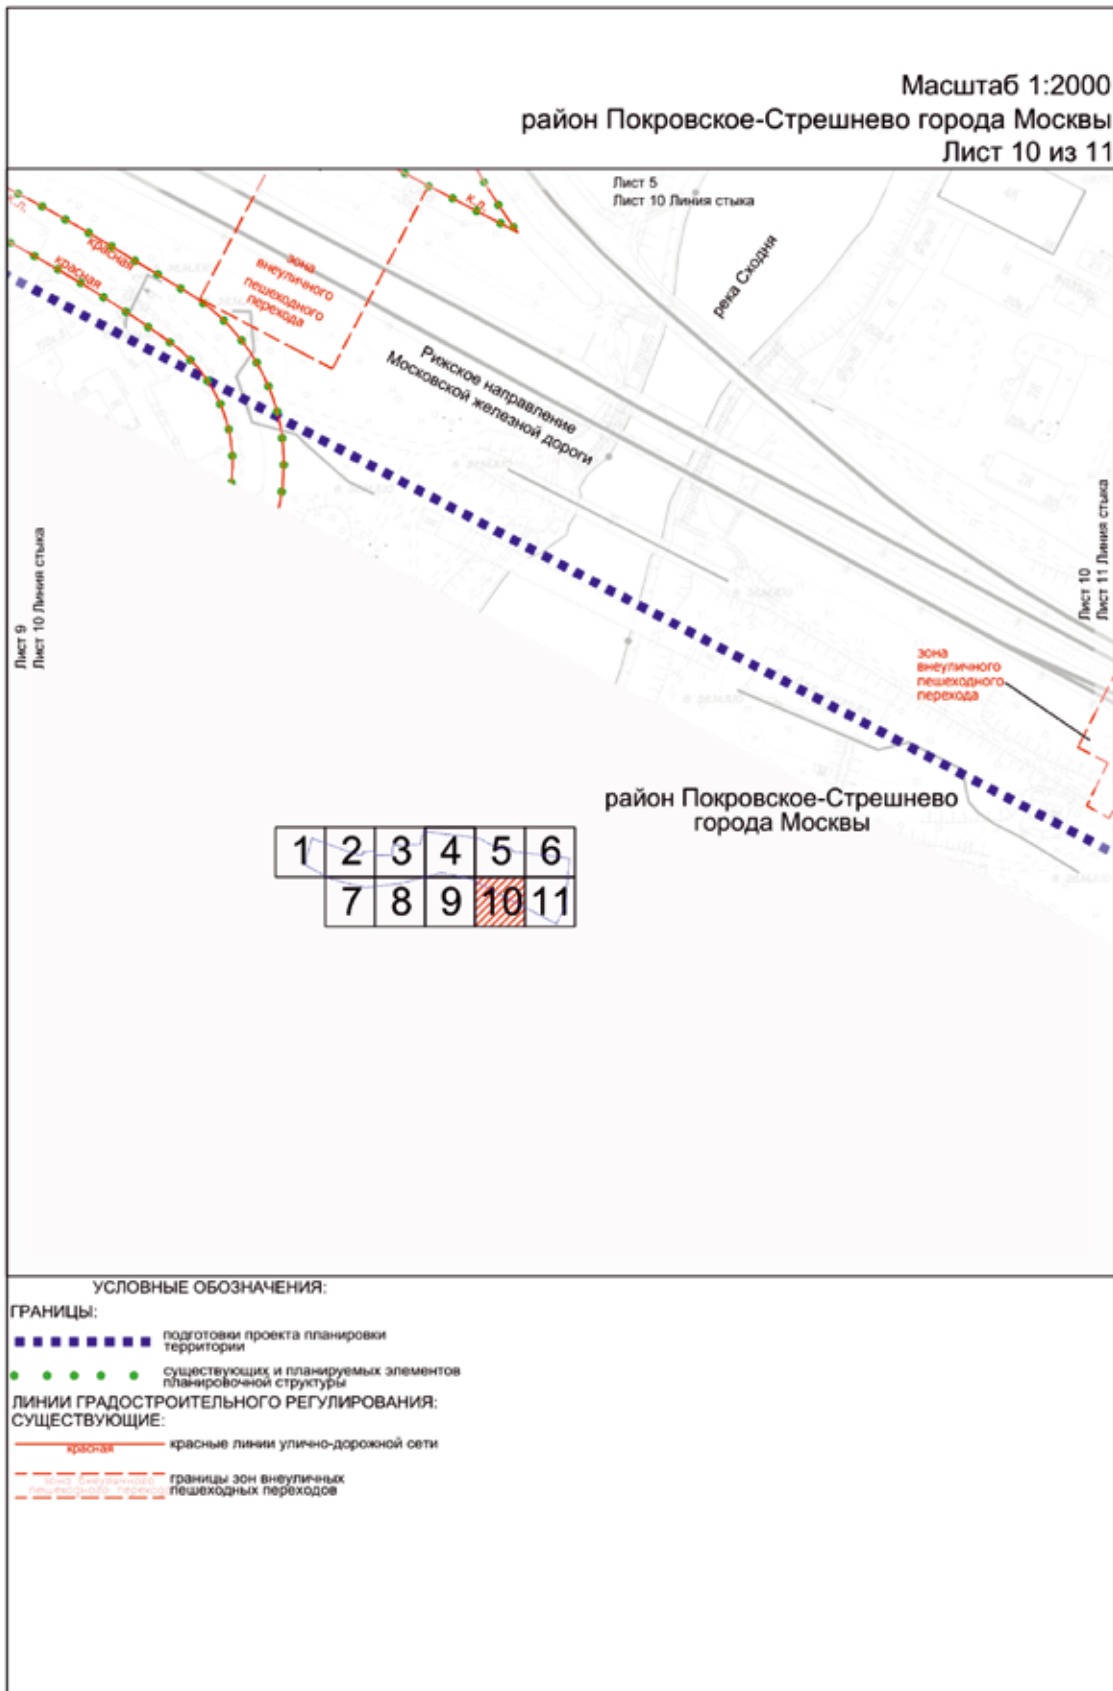 Масштаб 1:2000
район Покровское-Стрешнево города Москвы
Лист 10 из 11
Лист 5
Лист 10 Линия стыка
к.л.
к.л.
красная
красная
зона
внеуличного
пешеходного
перехода
река Сходня
Рижское направление
Московской железной дороги
Лист 9
Лист 10 Линия стыка
Лист 10
Лист 11 Линия стыка
зона
внеуличного
пешеходного
перехода
район Покровское-Стрешнево
города Москвы
1 2 3 4 5 6
7 8 9 10 11
УСЛОВНЫЕ ОБОЗНАЧЕНИЯ:
ГРАНИЦЫ:
подготовки проекта планировки
территории
существующих и планируемых элементов
планировочной структуры
ЛИНИИ ГРАДОСТРОИТЕЛЬНОГО РЕГУЛИРОВАНИЯ:
СУЩЕСТВУЮЩИЕ:
красная
красные линии улично-дорожной сети
зона внеуличного
пешеходного перехода
границы зон внеуличных
пешеходных переходов